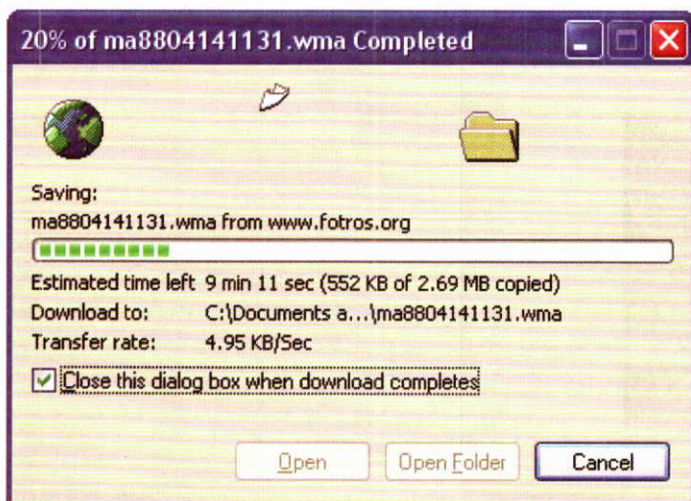 20% of ma8804141131.wma Completed
Saving:
ma8804141131.wma from www.fotros.org
Estimated time left 9 min 11 sec (552 KB of 2.69 MB copied)
Download to: C:\Documents a...\ma8804141131.wma
Transfer rate: 4.95 KB/Sec
Close this dialog box when download completes
Open Open Folder Cancel